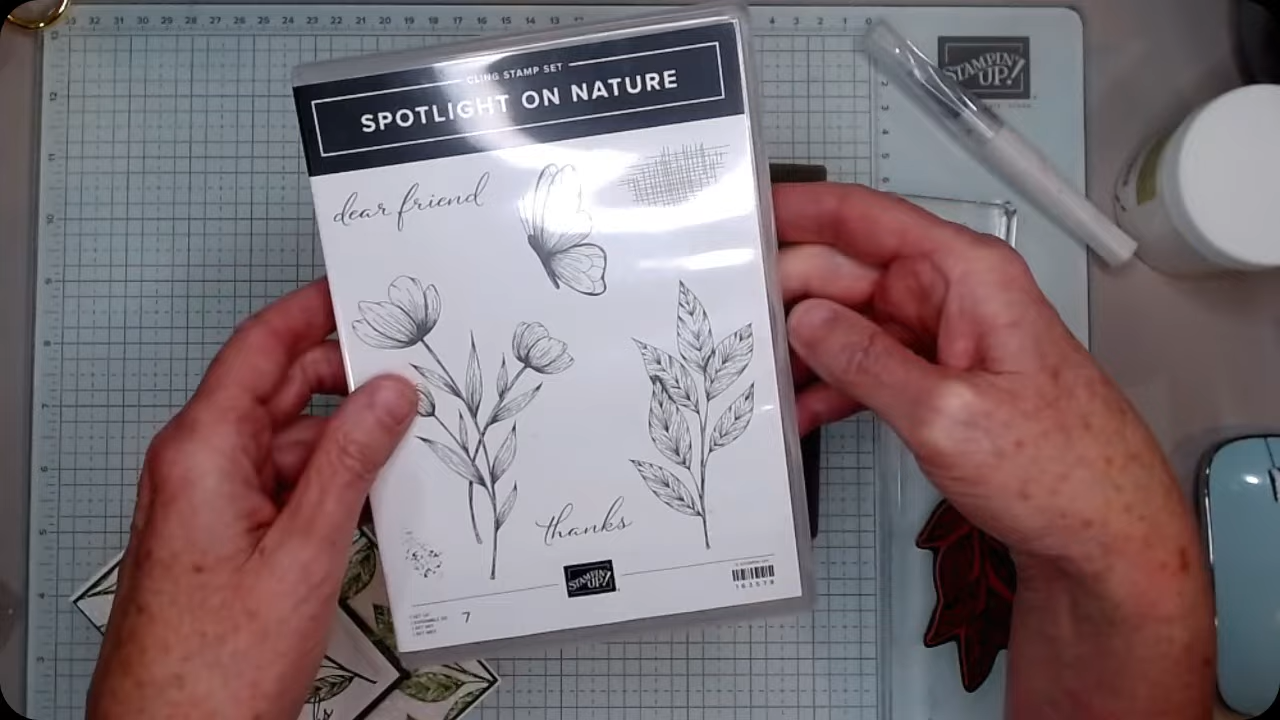 CLING STAMP SET
SPOTLIGHT ON NATURE
dear friend
thanks
STAMPIN' UP!
7
STAMPIN' UP!